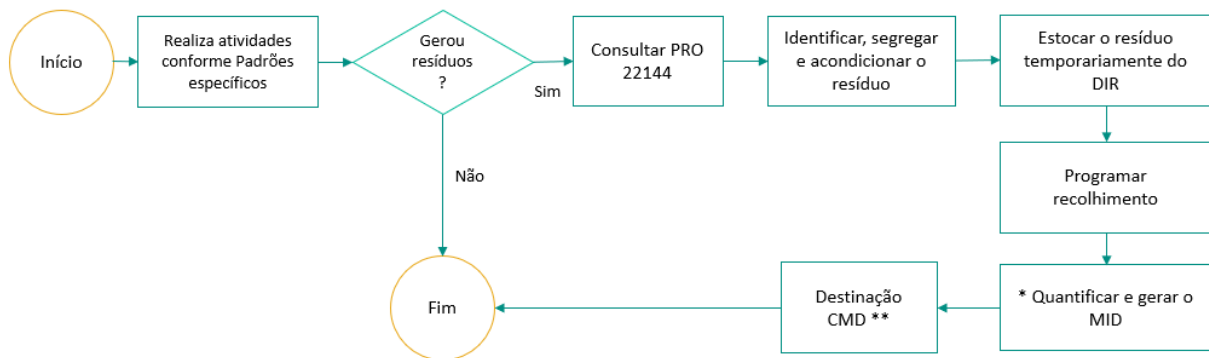 Início
Realiza atividades
conforme Padrões
específicos
Gerou
resíduos
?
Sim
Não
Consultar PRO
22144
Identificar, segregar
e acondicionar o
resíduo
Estocar o resíduo
temporariamente do
DIR
Programar
recolhimento
* Quantificar e gerar o
MID
Destinação
CMD **
Fim